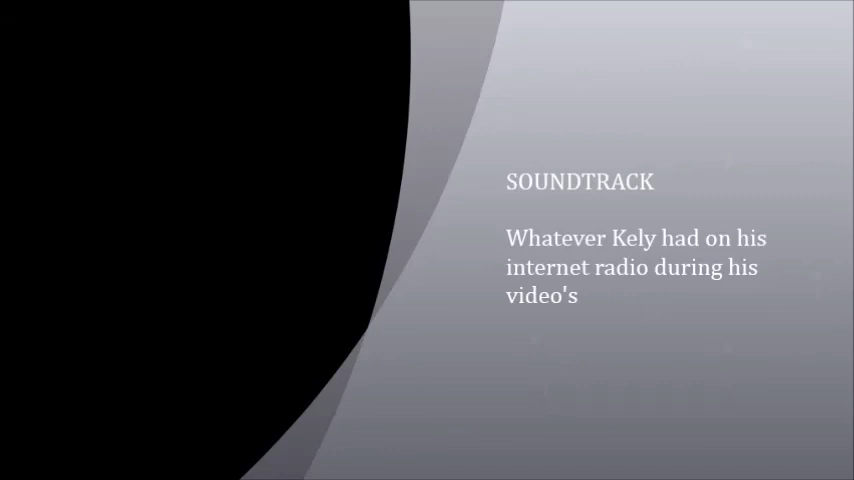 SOUNDTRACK
Whatever Kely had on his
internet radio during his
video's